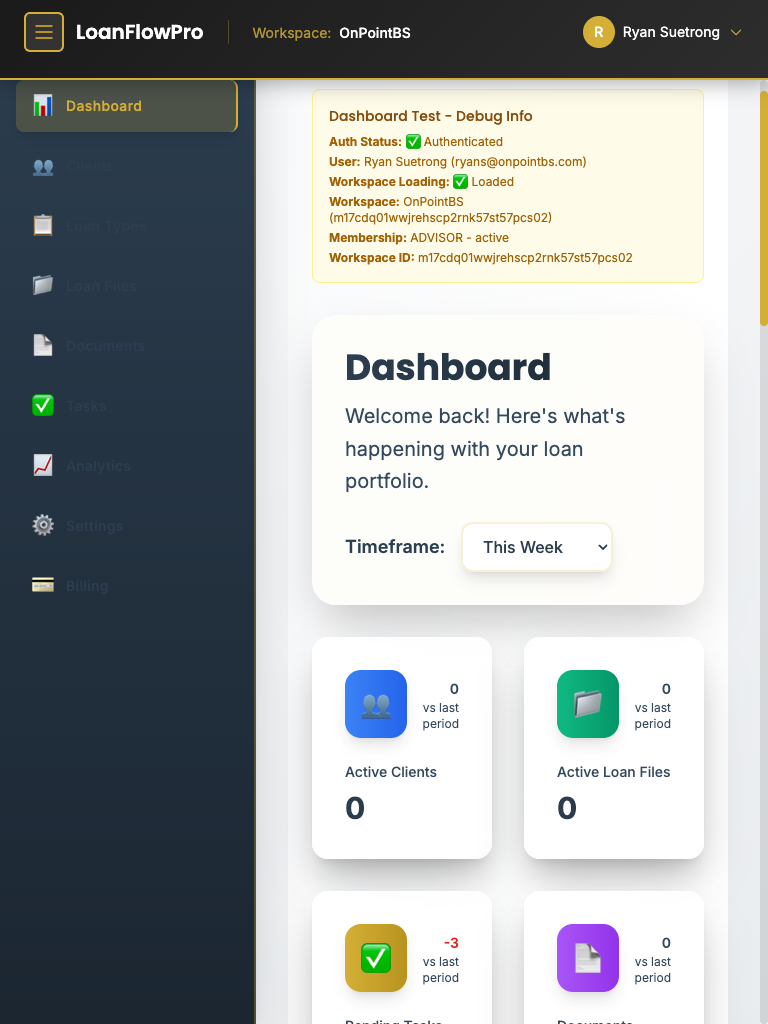 LoanFlowPro
Workspace: OnPointBS
R
Ryan Suetrong
Dashboard
Clients
Loan Types
Loan Files
Documents
Tasks
Analytics
Settings
Billing
Dashboard Test - Debug Info
Auth Status: ✅ Authenticated
User: Ryan Suetrong (ryans@onpointbs.com)
Workspace Loading: ✅ Loaded
Workspace: OnPointBS
(m17cdq01wwjrehscp2rnk57st57pcs02)
Membership: ADVISOR - active
Workspace ID: m17cdq01wwjrehscp2rnk57st57pcs02
Dashboard
Welcome back! Here's what's
happening with your loan
portfolio.
Timeframe: This Week
0
vs last
period
Active Clients
0
0
vs last
period
Active Loan Files
0
-3
vs last
period
Pending Tasks
0
vs last
period
Documents